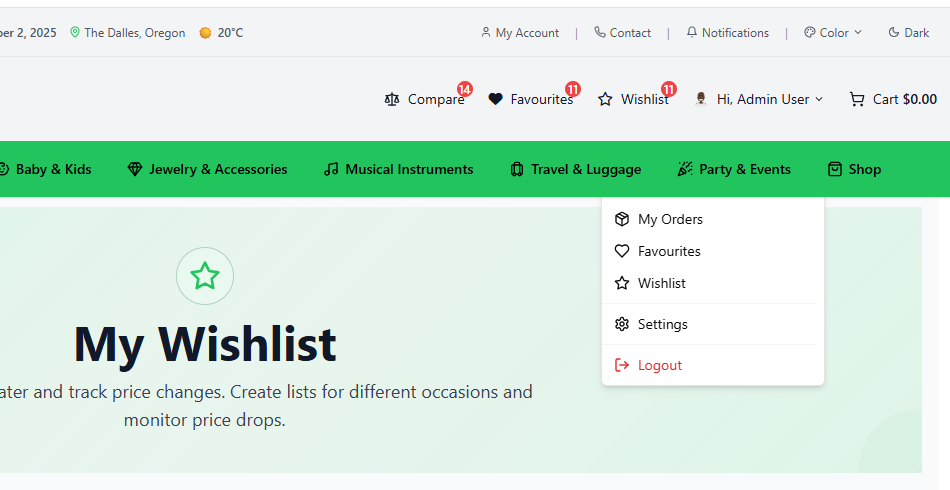 2, 2025 The Dalles, Oregon 20°C My Account | Contact | Notifications | Color Dark
Compare 14 Favourites 11 Wishlist 11 Hi, Admin User Cart $0.00
Baby & Kids Jewelry & Accessories Musical Instruments Travel & Luggage Party & Events Shop
My Orders
Favourites
Wishlist
Settings
Logout
My Wishlist
and track price changes. Create lists for different occasions and
monitor price drops.